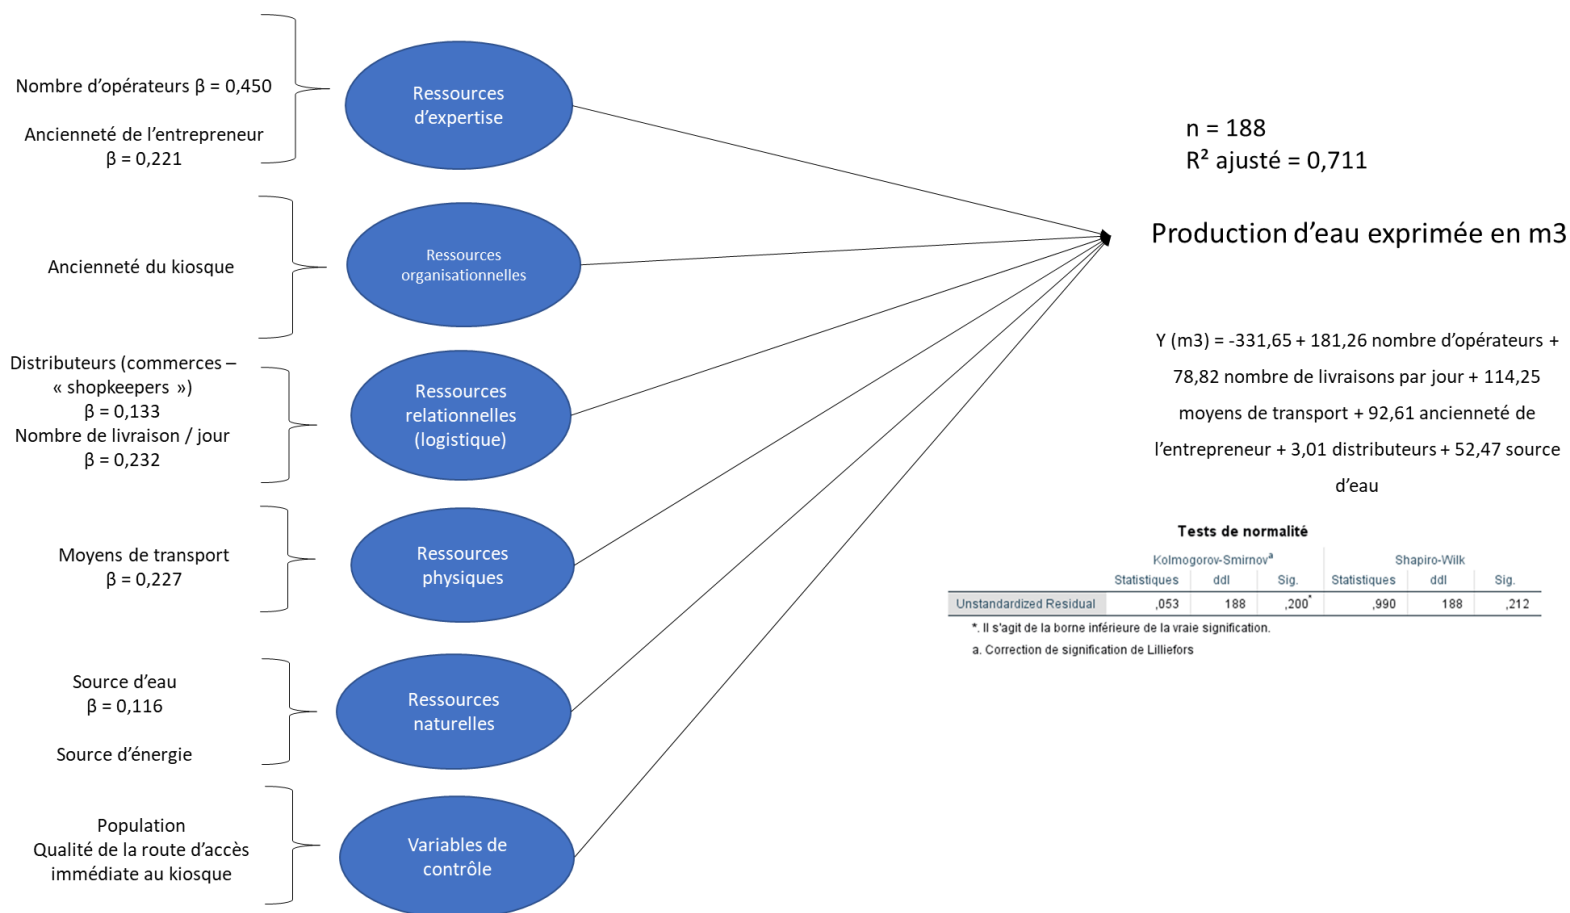 Nombre d’opérateurs β = 0,450
Ancienneté de l’entrepreneur
β = 0,221
Ressources
d’expertise
Ancienneté du kiosque
Ressources
organisationnelles
Distributeurs (commerces –
« shopkeepers »)
β = 0,133
Nombre de livraison / jour
β = 0,232
Ressources
relationnelles
(logistique)
Moyens de transport
β = 0,227
Ressources
physiques
Source d’eau
β = 0,116
Source d’énergie
Ressources
naturelles
Population
Qualité de la route d’accès
immédiate au kiosque
Variables de
contrôle
n = 188
R² ajusté = 0,711
Production d’eau exprimée en m3
Y (m3) = -331,65 + 181,26 nombre d’opérateurs +
78,82 nombre de livraisons par jour + 114,25
moyens de transport + 92,61 ancienneté de
l’entrepreneur + 3,01 distributeurs + 52,47 source
d’eau
Tests de normalité
Kolmogorov-Smirnovᵃ Shapiro-Wilk
Statistiques ddl Sig. Statistiques ddl Sig.
Unstandardized Residual ,053 188 ,200* ,990 188 ,212
*. Il s'agit de la borne inférieure de la vraie signification.
a. Correction de signification de Lilliefors